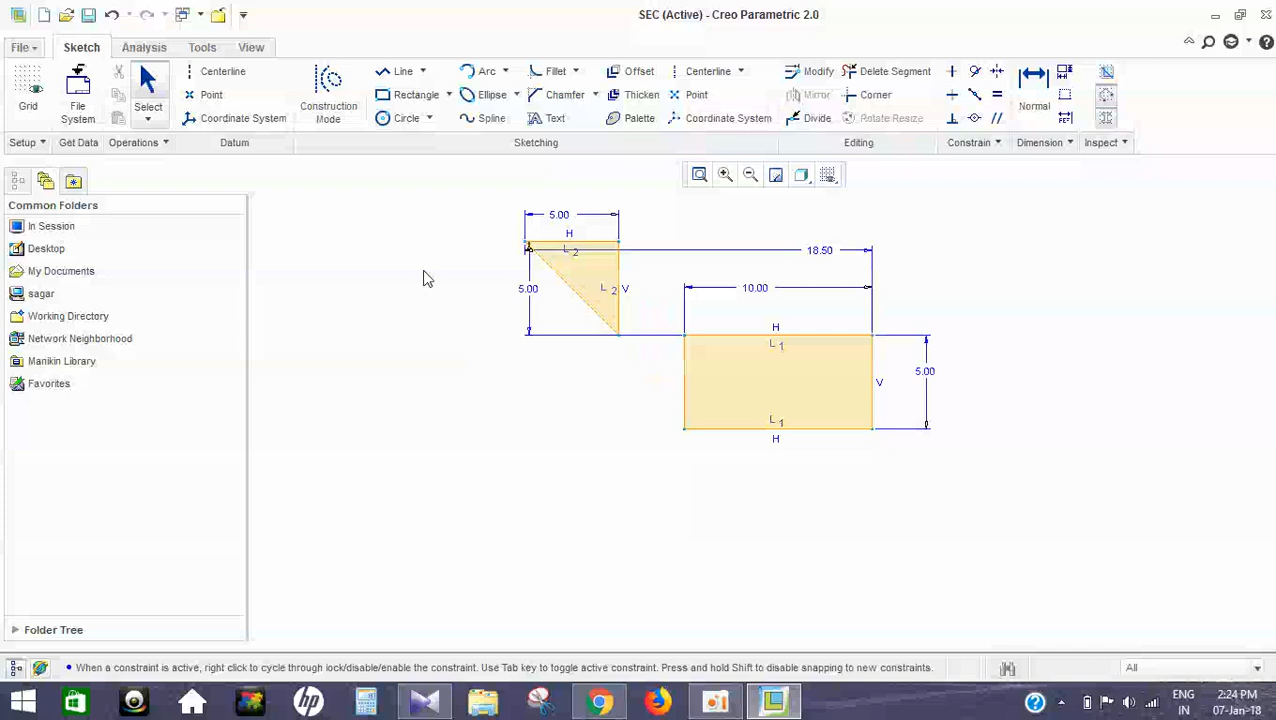 SEC (Active) - Creo Parametric 2.0
File
Sketch
Analysis
Tools
View
Grid
File System
Select
Centerline
Point
Coordinate System
Construction Mode
Line
Arc
Fillet
Offset
Centerline
Rectangle
Ellipse
Chamfer
Thicken
Point
Circle
Spline
Text
Palette
Coordinate System
Modify
Delete Segment
Mirror
Corner
Divide
Rotate Resize
Normal
Setup
Get Data
Operations
Datum
Sketching
Editing
Constrain
Dimension
Inspect
Common Folders
In Session
Desktop
My Documents
sagar
Working Directory
Network Neighborhood
Manikin Library
Favorites
Folder Tree
5.00
H
L 2
18.50
5.00
L 2 V
10.00
H
L 1
V
5.00
L 1
H
When a constraint is active, right click to cycle through lock/disable/enable the constraint. Use Tab key to toggle active constraint. Press and hold Shift to disable snapping to new constraints.
All
hp
ENG
IN
2:24 PM
07-Jan-18